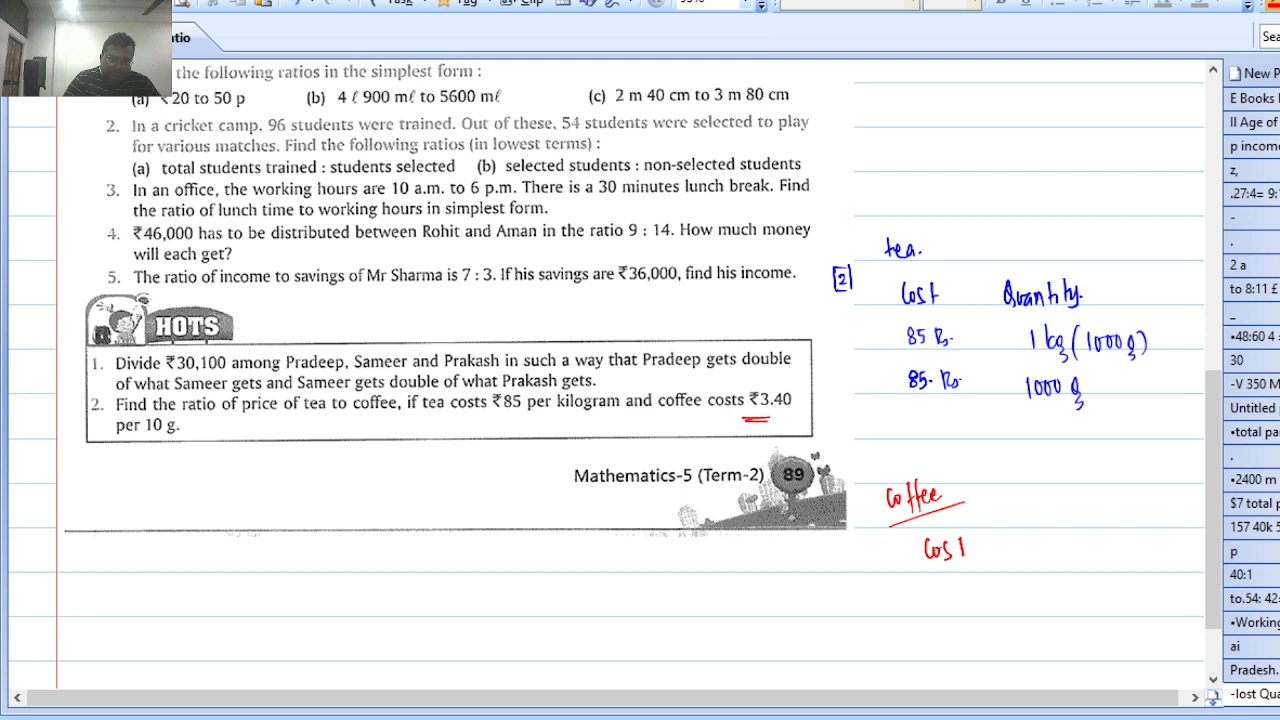 Task
Tag
Clip
95%
tio
Sea
the following ratios in the simplest form :
(a) ₹20 to 50 p (b) 4 ℓ 900 mℓ to 5600 mℓ (c) 2 m 40 cm to 3 m 80 cm
2. In a cricket camp, 96 students were trained. Out of these, 54 students were selected to play
for various matches. Find the following ratios (in lowest terms) :
(a) total students trained : students selected (b) selected students : non-selected students
3. In an office, the working hours are 10 a.m. to 6 p.m. There is a 30 minutes lunch break. Find
the ratio of lunch time to working hours in simplest form.
4. ₹46,000 has to be distributed between Rohit and Aman in the ratio 9 : 14. How much money
will each get?
5. The ratio of income to savings of Mr Sharma is 7 : 3. If his savings are ₹36,000, find his income.
HOTS
1. Divide ₹30,100 among Pradeep, Sameer and Prakash in such a way that Pradeep gets double
of what Sameer gets and Sameer gets double of what Prakash gets.
2. Find the ratio of price of tea to coffee, if tea costs ₹85 per kilogram and coffee costs ₹3.40
per 10 g.
Mathematics-5 (Term-2) 89
tea.
[2]
Cost Quantity.
85 Rs. 1 kg (1000 g)
85. Rs. 1000 g
Coffee
Cost
New P
E Books
II Age of
p income
z,
.27:4= 9:
-
.
2 a
to 8:11 £
_
•48:60 4 =
30
-V 350 M
Untitled
•total pa
.
•2400 m
$7 total p
157 40k 5
p
40:1
to.54: 42=
•Working
ai
Pradesh.
-lost Qua